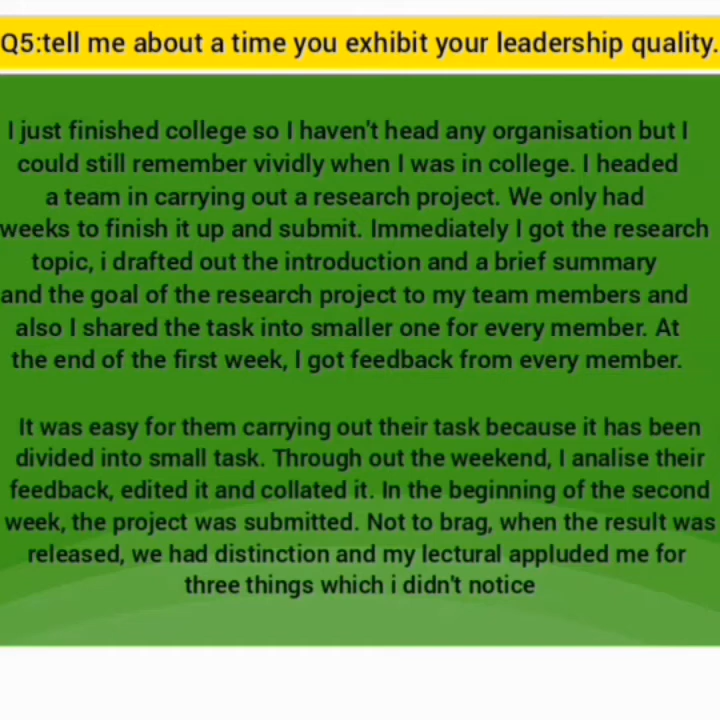 Q5:tell me about a time you exhibit your leadership quality.
I just finished college so I haven't head any organisation but I
could still remember vividly when I was in college. I headed
a team in carrying out a research project. We only had
weeks to finish it up and submit. Immediately I got the research
topic, i drafted out the introduction and a brief summary
and the goal of the research project to my team members and
also I shared the task into smaller one for every member. At
the end of the first week, I got feedback from every member.
It was easy for them carrying out their task because it has been
divided into small task. Through out the weekend, I analise their
feedback, edited it and collated it. In the beginning of the second
week, the project was submitted. Not to brag, when the result was
released, we had distinction and my lectural appluded me for
three things which i didn't notice